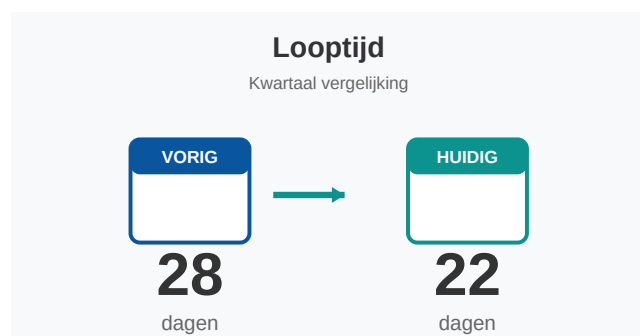 Looptijd
Kwartaal vergelijking
VORIG
HUIDIG
28
22
dagen
dagen